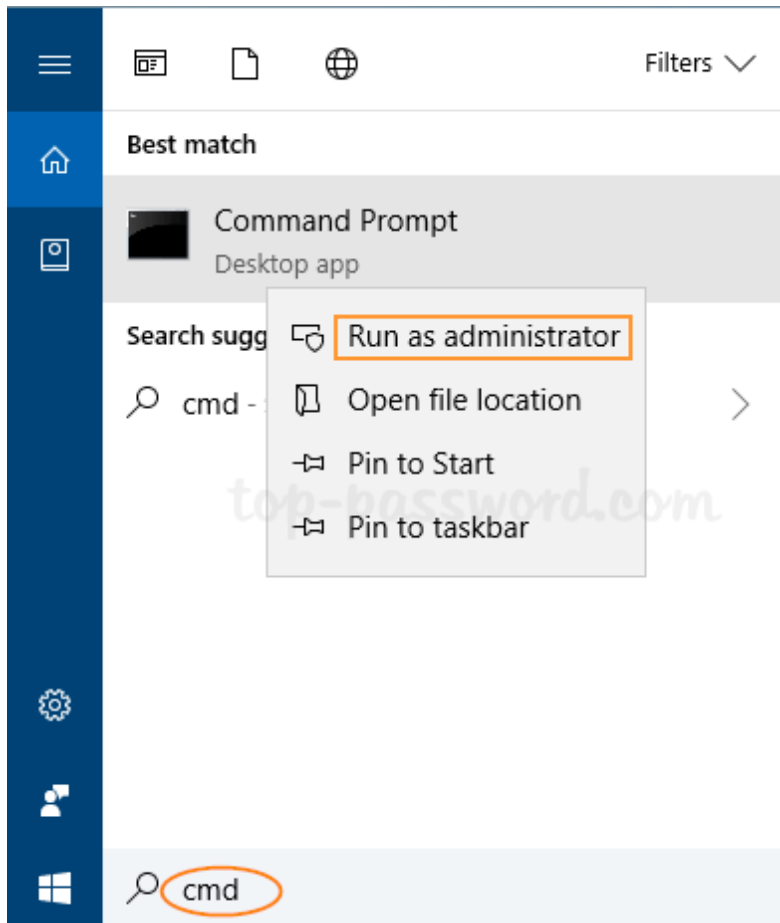 Filters
Best match
Command Prompt
Desktop app
Search sugg
Run as administrator
cmd -
Open file location
Pin to Start
top-password.com
Pin to taskbar
cmd